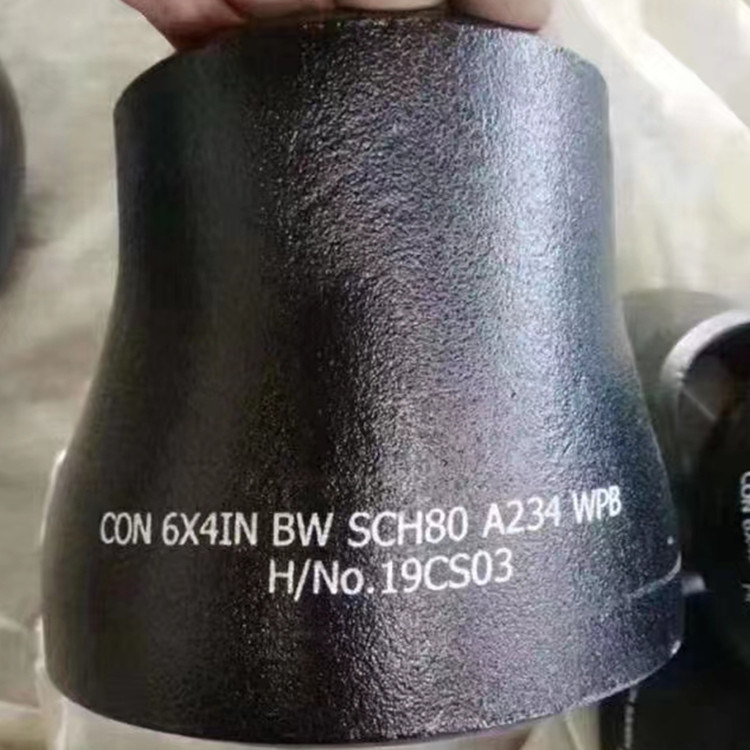 CON 6X4IN BW SCH80 A234 WPB
H/No.19CS03